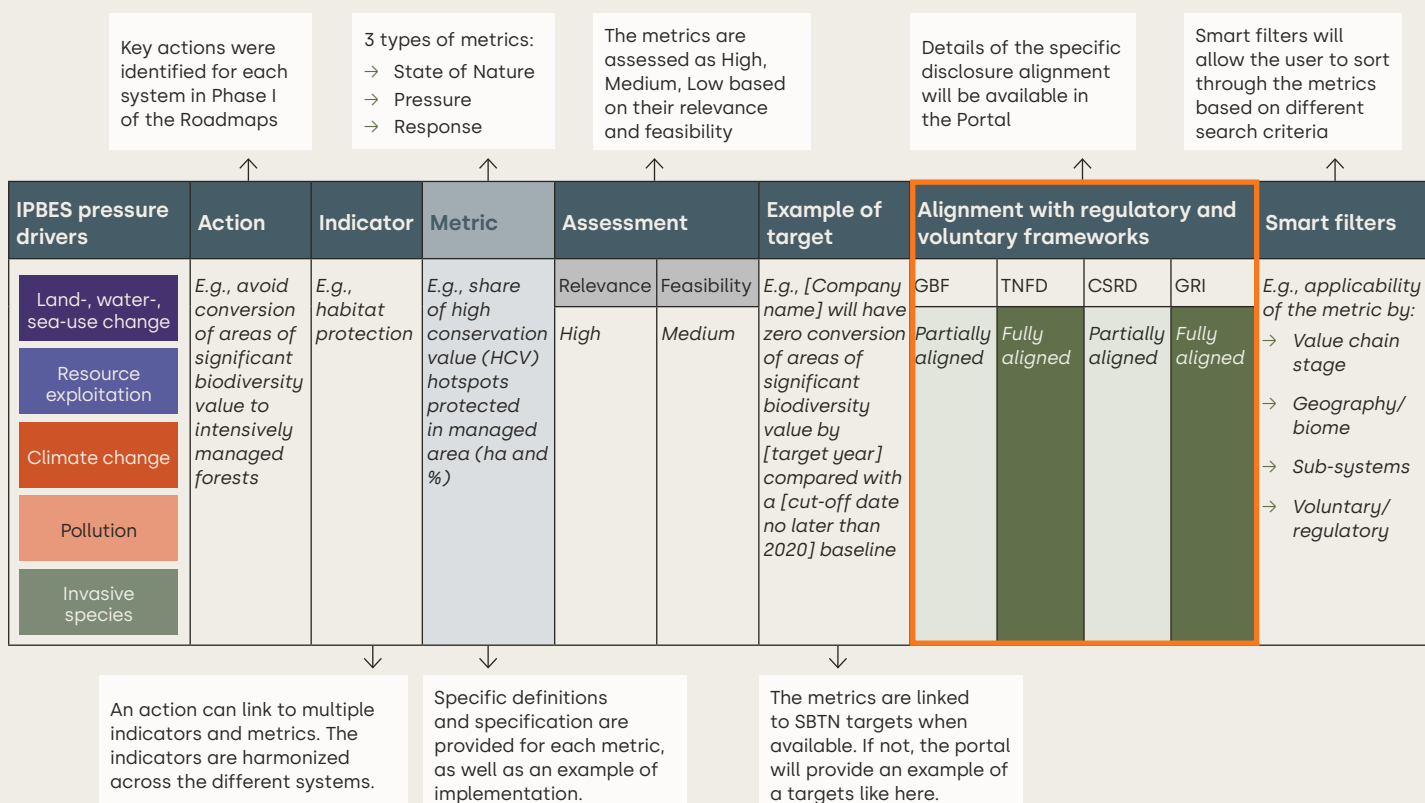 Key actions were
identified for each
system in Phase I
of the Roadmaps
3 types of metrics:
→ State of Nature
→ Pressure
→ Response
The metrics are
assessed as High,
Medium, Low based
on their relevance
and feasibility
Details of the specific
disclosure alignment
will be available in
the Portal
Smart filters will
allow the user to sort
through the metrics
based on different
search criteria
IPBES pressure
drivers
Action
Indicator
Metric
Assessment
Example of
target
Alignment with regulatory and
voluntary frameworks
Smart filters
Land-, water-,
sea-use change
Resource
exploitation
Climate change
Pollution
Invasive
species
E.g., avoid
conversion
of areas of
significant
biodiversity
value to
intensively
managed
forests
E.g.,
habitat
protection
E.g., share
of high
conservation
value (HCV)
hotspots
protected
in managed
area (ha and
%)
Relevance
Feasibility
High
Medium
E.g., [Company
name] will have
zero conversion
of areas of
significant
biodiversity
value by
[target year]
compared with
a [cut-off date
no later than
2020] baseline
GBF
TNFD
CSRD
GRI
Partially
aligned
Fully
aligned
Partially
aligned
Fully
aligned
E.g., applicability
of the metric by:
→ Value chain
stage
→ Geography/
biome
→ Sub-systems
→ Voluntary/
regulatory
An action can link to multiple
indicators and metrics. The
indicators are harmonized
across the different systems.
Specific definitions
and specification are
provided for each metric,
as well as an example of
implementation.
The metrics are linked
to SBTN targets when
available. If not, the portal
will provide an example of
a targets like here.